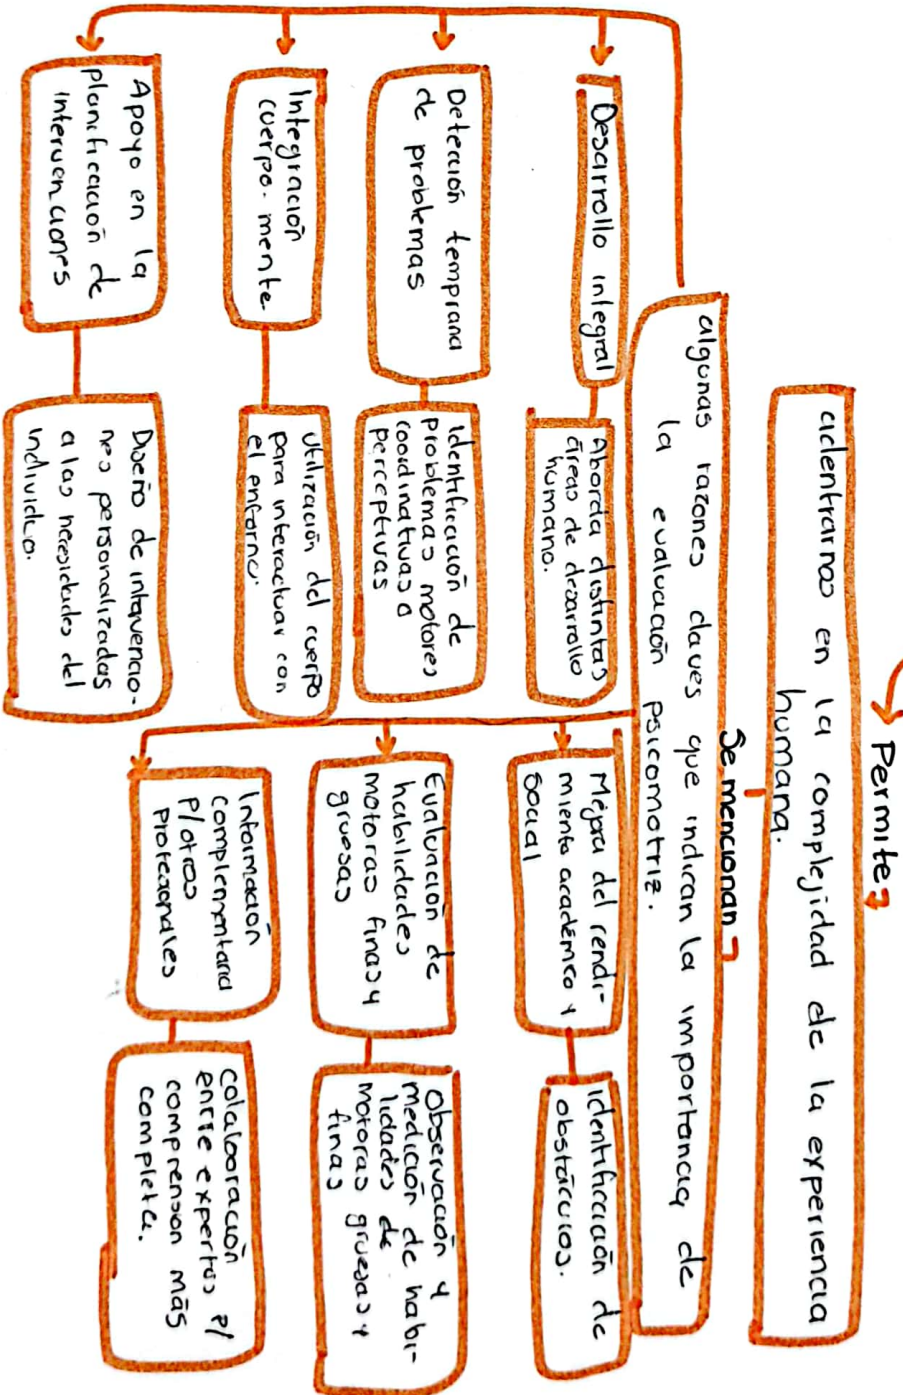 Permite
adentrarno en la complejidad de la experiencia
humana.
Se mencionan
algunas razones claves que indican la importancia de
la evaluación psicomotriz.
Desarrollo integral
Aborda distintas
áreas de desarrollo
humano.
Detección temprana
de problemas
Identificación de
problemas motores
coordinativas o
perceptivas
Integración
cuerpo-mente
Utilización del cuerpo
para interactuar con
el entorno.
Apoyo en la
planificación de
intervenciones
Diseño de intervencio-
nes personalizadas
a las necesidades del
individuo.
Mejora del rendi-
miento académico y
social
identificación de
obstáculos.
Evaluación de
habilidades
motoras finas y
gruesas
Observación y
medición de habi-
lidades de
motoras gruesas y
finas
Información
complementaria
p/otros
profesionales
Colaboración
entre expertos p/
comprensión más
completa.